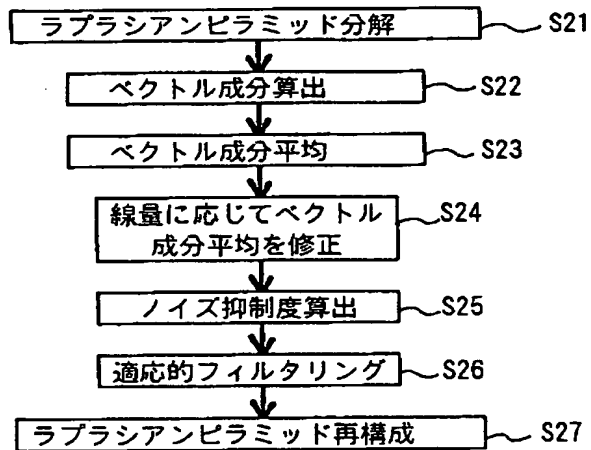 ラプラシアンピラミッド分解 S21
ベクトル成分算出 S22
ベクトル成分平均 S23
線量に応じてベクトル S24
成分平均を修正
ノイズ抑制度算出 S25
適応的フィルタリング S26
ラプラシアンピラミッド再構成 S27